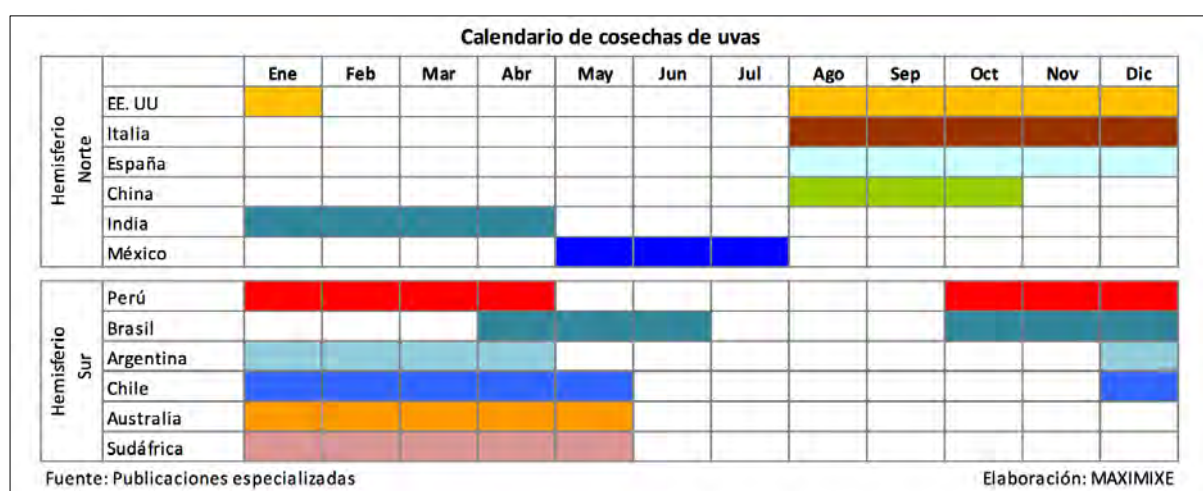 Calendario de cosechas de uvas
Ene Feb Mar Abr May Jun Jul Ago Sep Oct Nov Dic
Hemisferio
Norte
EE. UU
Italia
España
China
India
México
Hemisferio
Sur
Perú
Brasil
Argentina
Chile
Australia
Sudáfrica
Fuente: Publicaciones especializadas Elaboración: MAXIMIXE